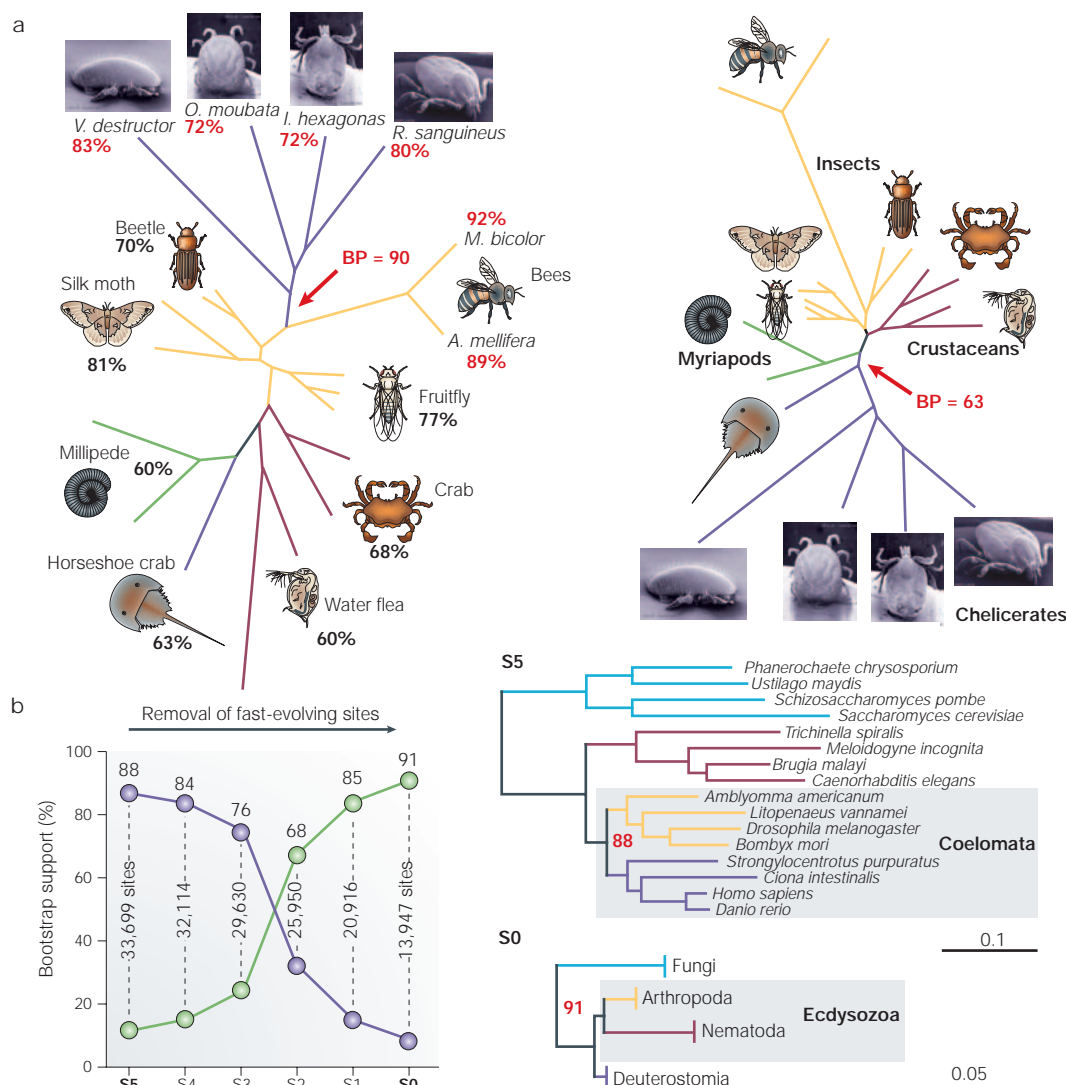 a
V. destructor
83%
O. moubata
72%
I. hexagonas
72%
R. sanguineus
80%
Beetle
70%
Silk moth
81%
BP = 90
92%
M. bicolor
Bees
A. mellifera
89%
Fruitfly
77%
Millipede
60%
Crab
68%
Horseshoe crab
63%
Water flea
60%
Insects
Myriapods
Crustaceans
BP = 63
Chelicerates
b
Removal of fast-evolving sites
Bootstrap support (%)
100
80
60
40
20
0
88
84
76
68
85
91
33,699 sites
32,114
29,630
25,950
20,916
13,947 sites
S5
S4
S3
S2
S1
S0
S5
Phanerochaete chrysosporium
Ustilago maydis
Schizosaccharomyces pombe
Saccharomyces cerevisiae
Trichinella spiralis
Meloidogyne incognita
Brugia malayi
Caenorhabditis elegans
Amblyomma americanum
Litopenaeus vannamei
Drosophila melanogaster
Bombyx mori
88
Coelomata
Strongylocentrotus purpuratus
Ciona intestinalis
Homo sapiens
Danio rerio
S0
0.1
Fungi
91
Arthropoda
Ecdysozoa
Nematoda
Deuterostomia
0.05